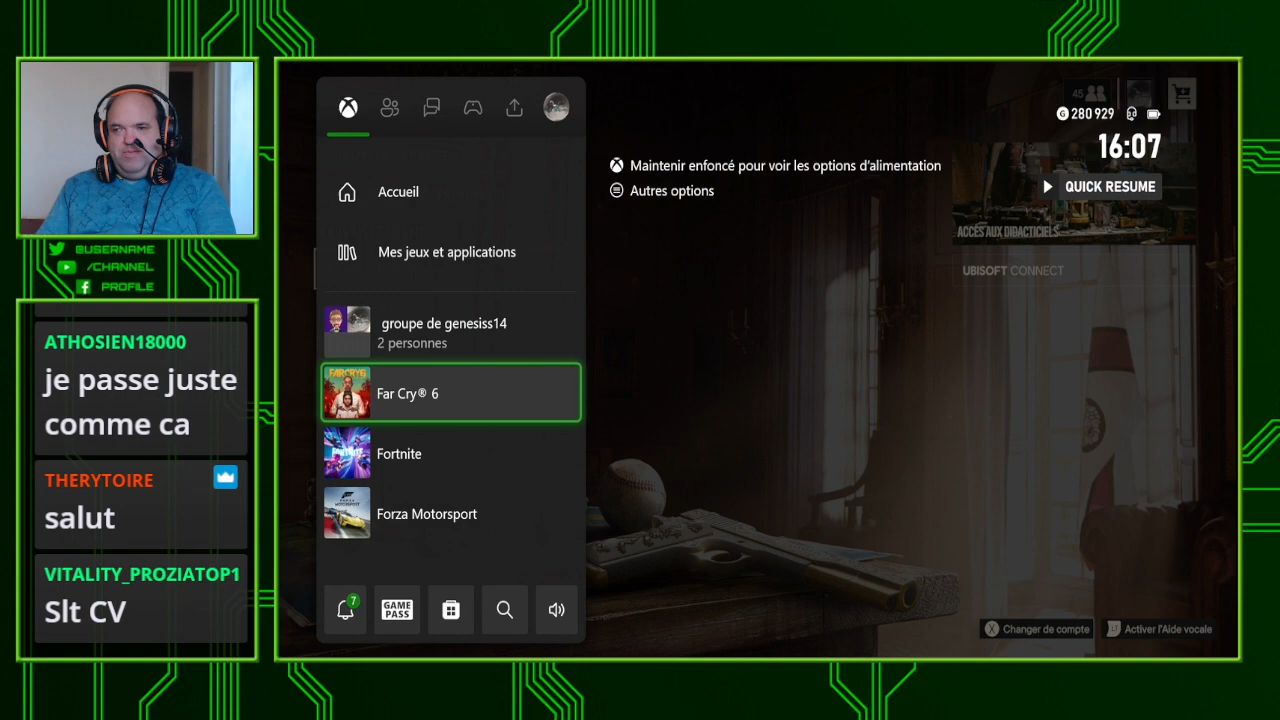 @USERNAME
/CHANNEL
PROFILE
ATHOSIEN18000
je passe juste
comme ca
THERYTOIRE
salut
VITALITY_PROZIATOP1
Slt CV
Accueil
Mes jeux et applications
groupe de genesiss14
2 personnes
FARCRY6
Far Cry® 6
Fortnite
Forza Motorsport
7
GAME
PASS
Maintenir enfoncé pour voir les options d'alimentation
Autres options
45
G 280 929
16:07
QUICK RESUME
ACCÈS AUX DIDACTICIELS
UBISOFT CONNECT
X Changer de compte
LT Activer l'Aide vocale